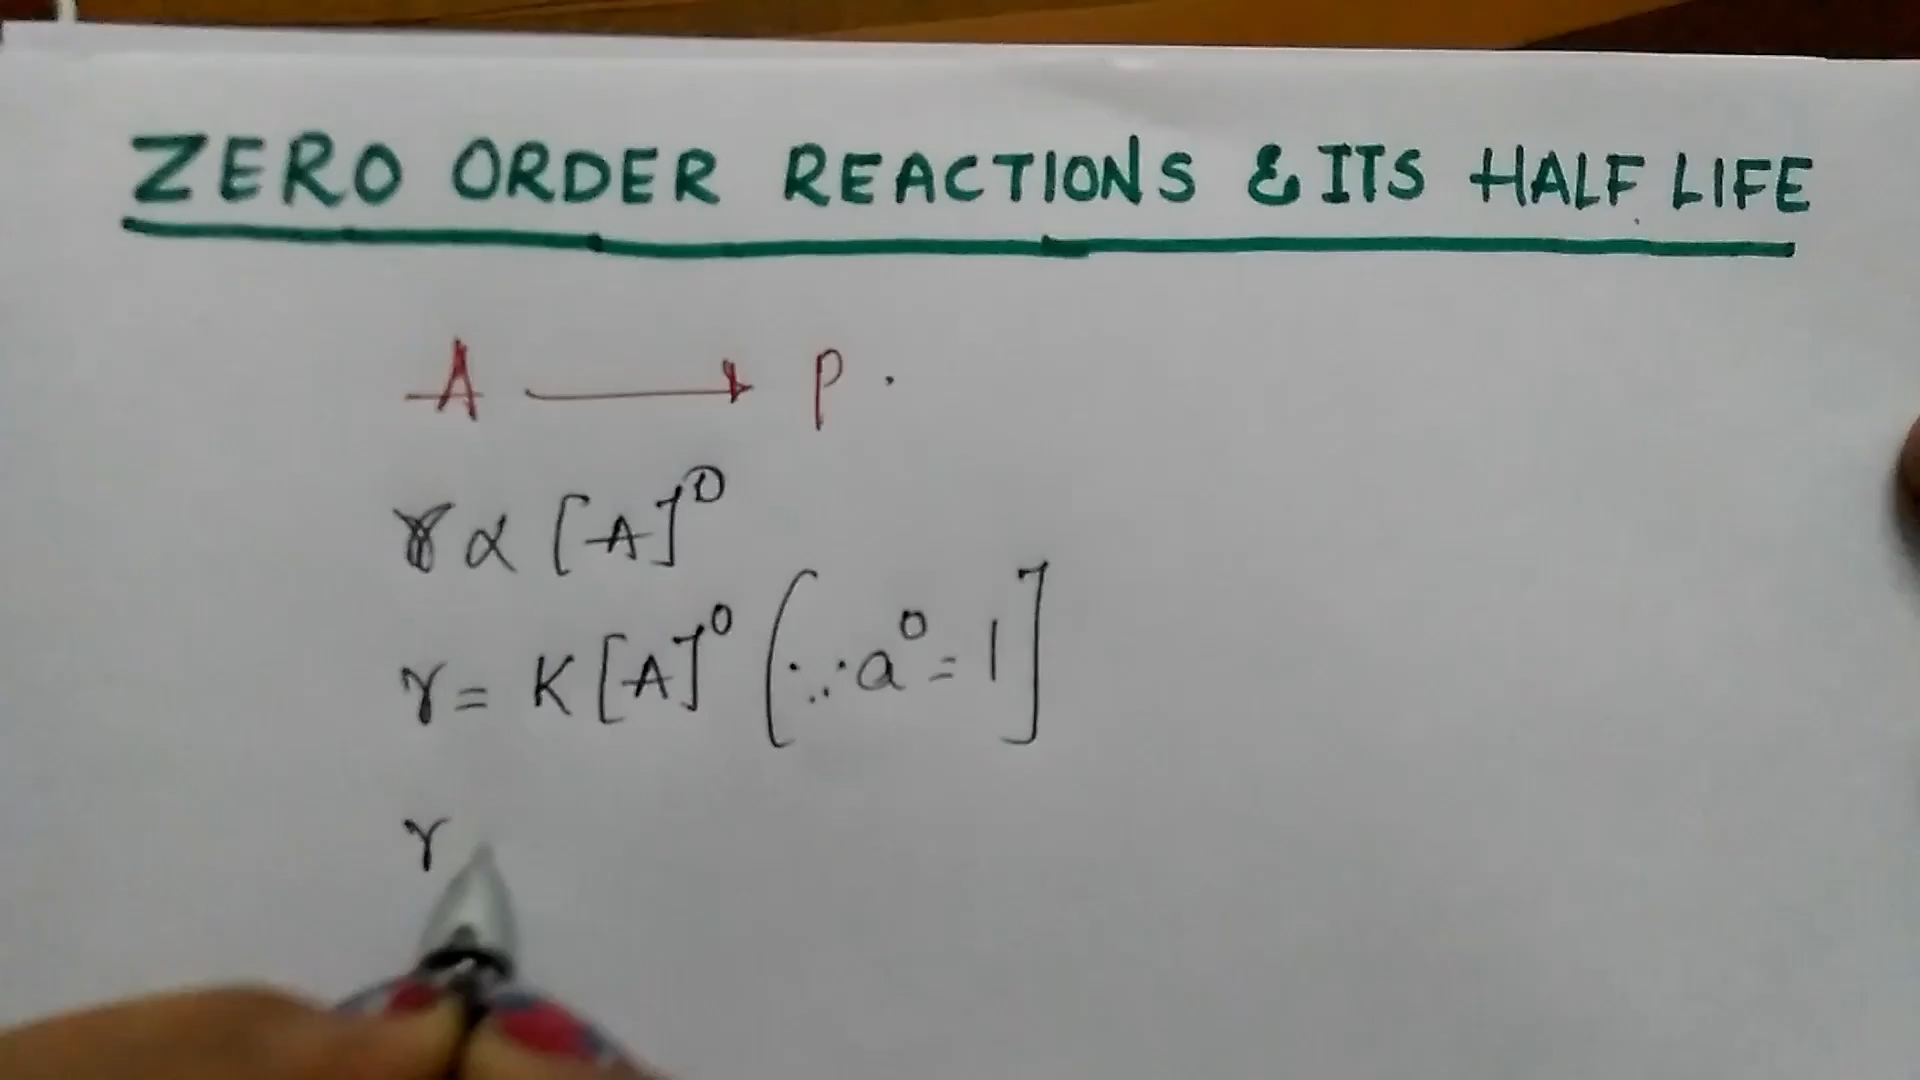 ZERO ORDER REACTIONS & ITS HALF LIFE
A → P.
r ∝ [A]⁰
r = K[A]⁰ (∵ a⁰ = 1]
r